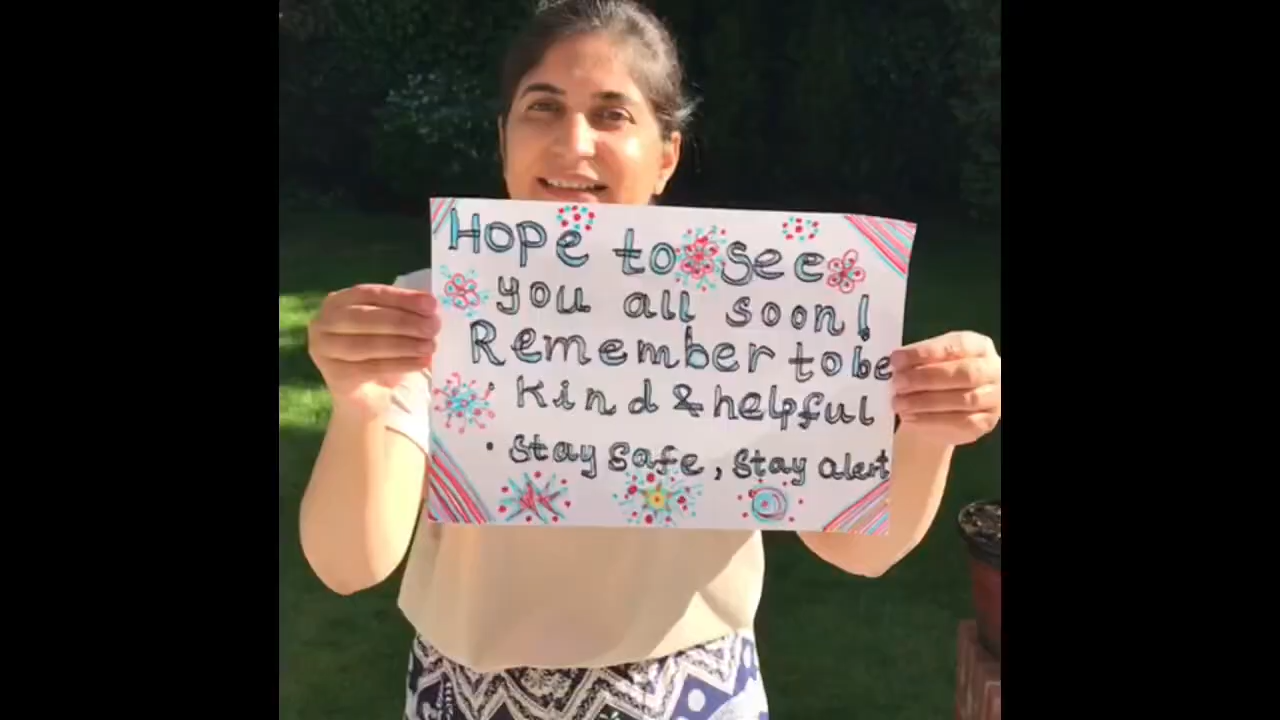 Hope to see
you all soon!
Remember to be
• Kind & helpful
• Stay safe, Stay alert